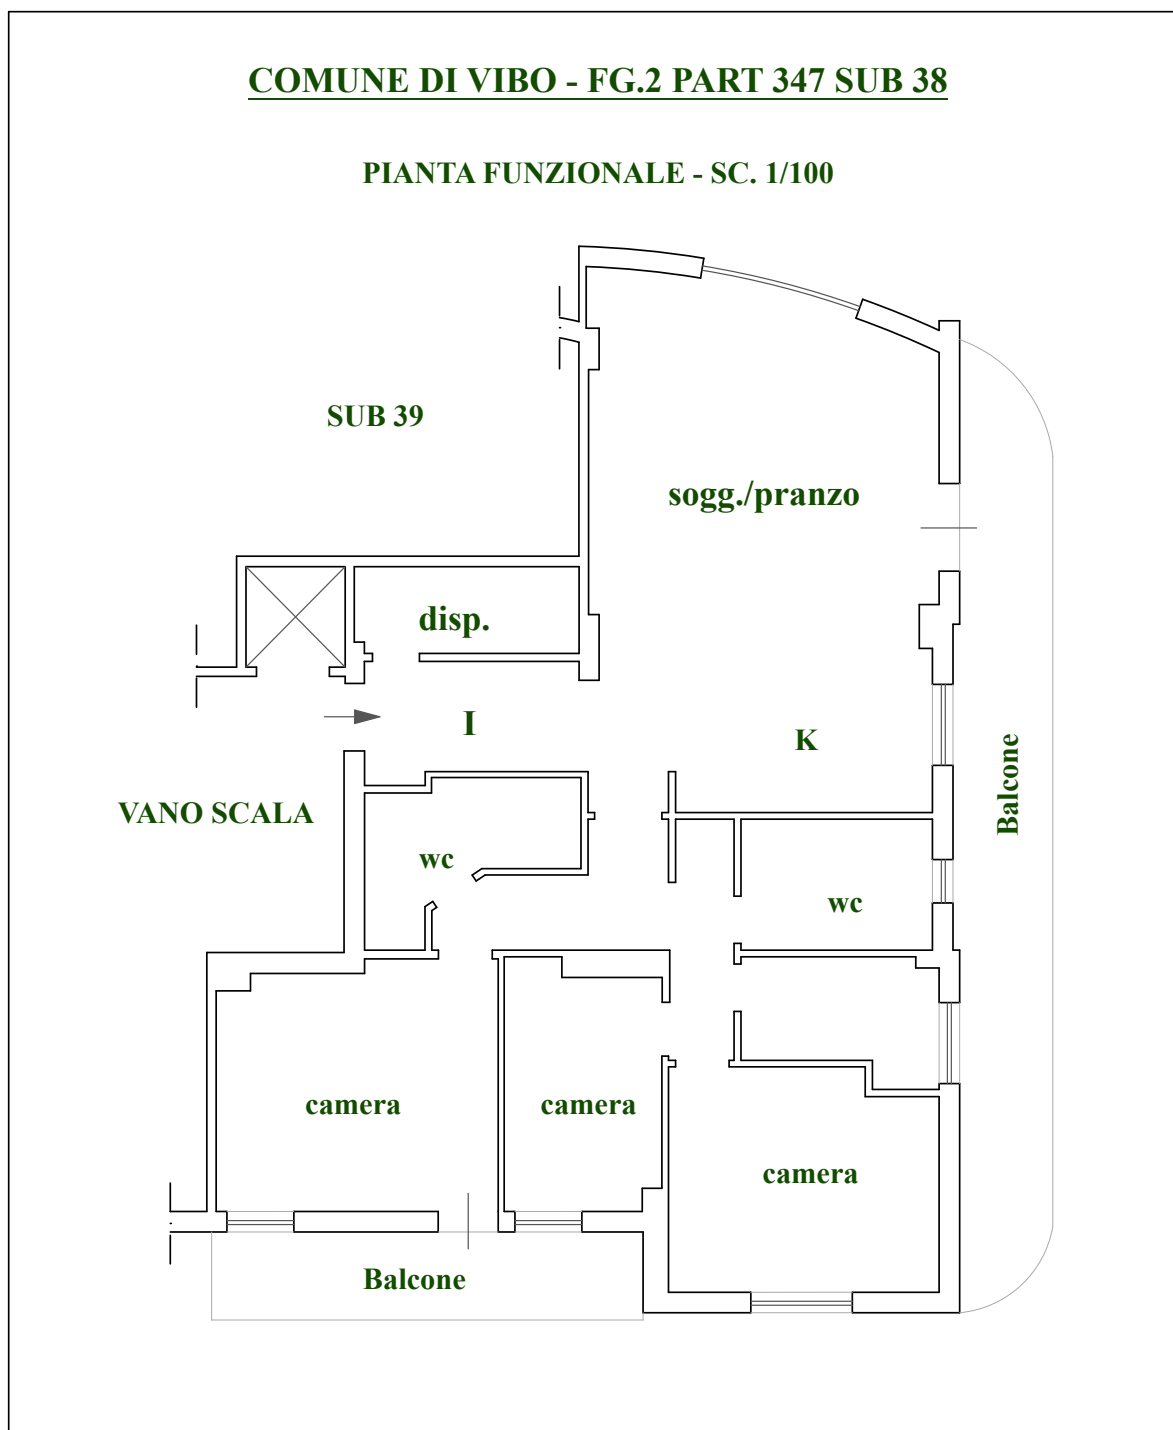 COMUNE DI VIBO - FG.2 PART 347 SUB 38
PIANTA FUNZIONALE - SC. 1/100
SUB 39
sogg./pranzo
disp.
I
K
Balcone
VANO SCALA
wc
wc
camera
camera
camera
Balcone